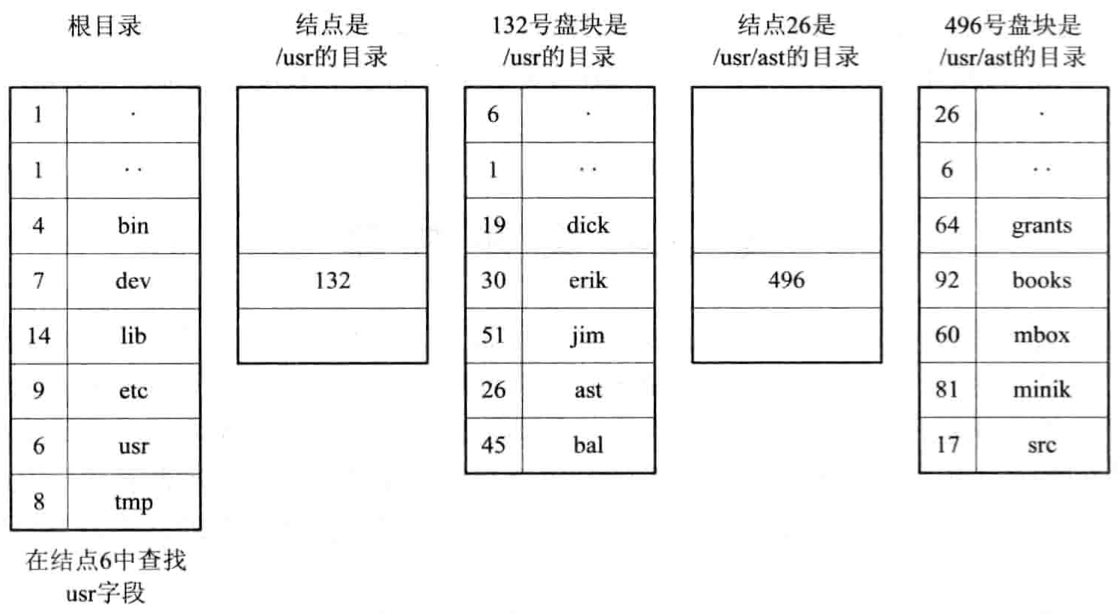 根目录
结点是
/usr的目录
132号盘块是
/usr的目录
结点26是
/usr/ast的目录
496号盘块是
/usr/ast的目录
1 ·
1 ··
4 bin
7 dev
14 lib
9 etc
6 usr
8 tmp
132
6 ·
1 ··
19 dick
30 erik
51 jim
26 ast
45 bal
496
26 ·
6 ··
64 grants
92 books
60 mbox
81 minik
17 src
在结点6中查找
usr字段